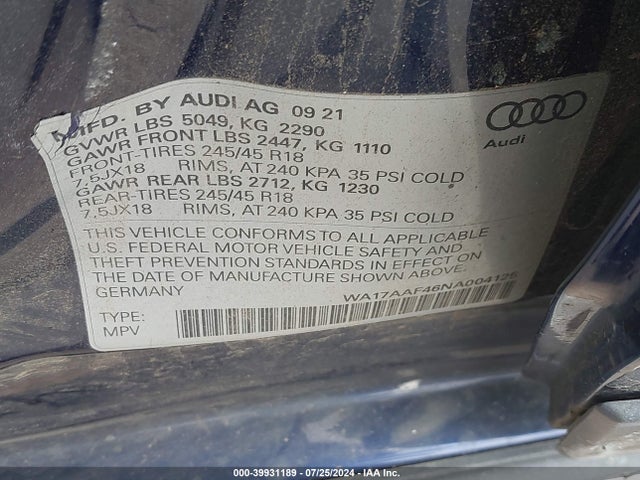 MFD. BY AUDI AG 09 21
GVWR LBS 5049, KG 2290
GAWR FRONT LBS 2447, KG 1110
FRONT-TIRES 245/45 R18
7,5JX18 RIMS, AT 240 KPA 35 PSI COLD
GAWR REAR LBS 2712, KG 1230
REAR-TIRES 245/45 R18
7,5JX18 RIMS, AT 240 KPA 35 PSI COLD
Audi
THIS VEHICLE CONFORMS TO ALL APPLICABLE
U.S. FEDERAL MOTOR VEHICLE SAFETY AND
THEFT PREVENTION STANDARDS IN EFFECT ON
THE DATE OF MANUFACTURE SHOWN ABOVE.
GERMANY
WA17AAF46NA004125
TYPE:
MPV
000-39931189 - 07/25/2024 - IAA Inc.